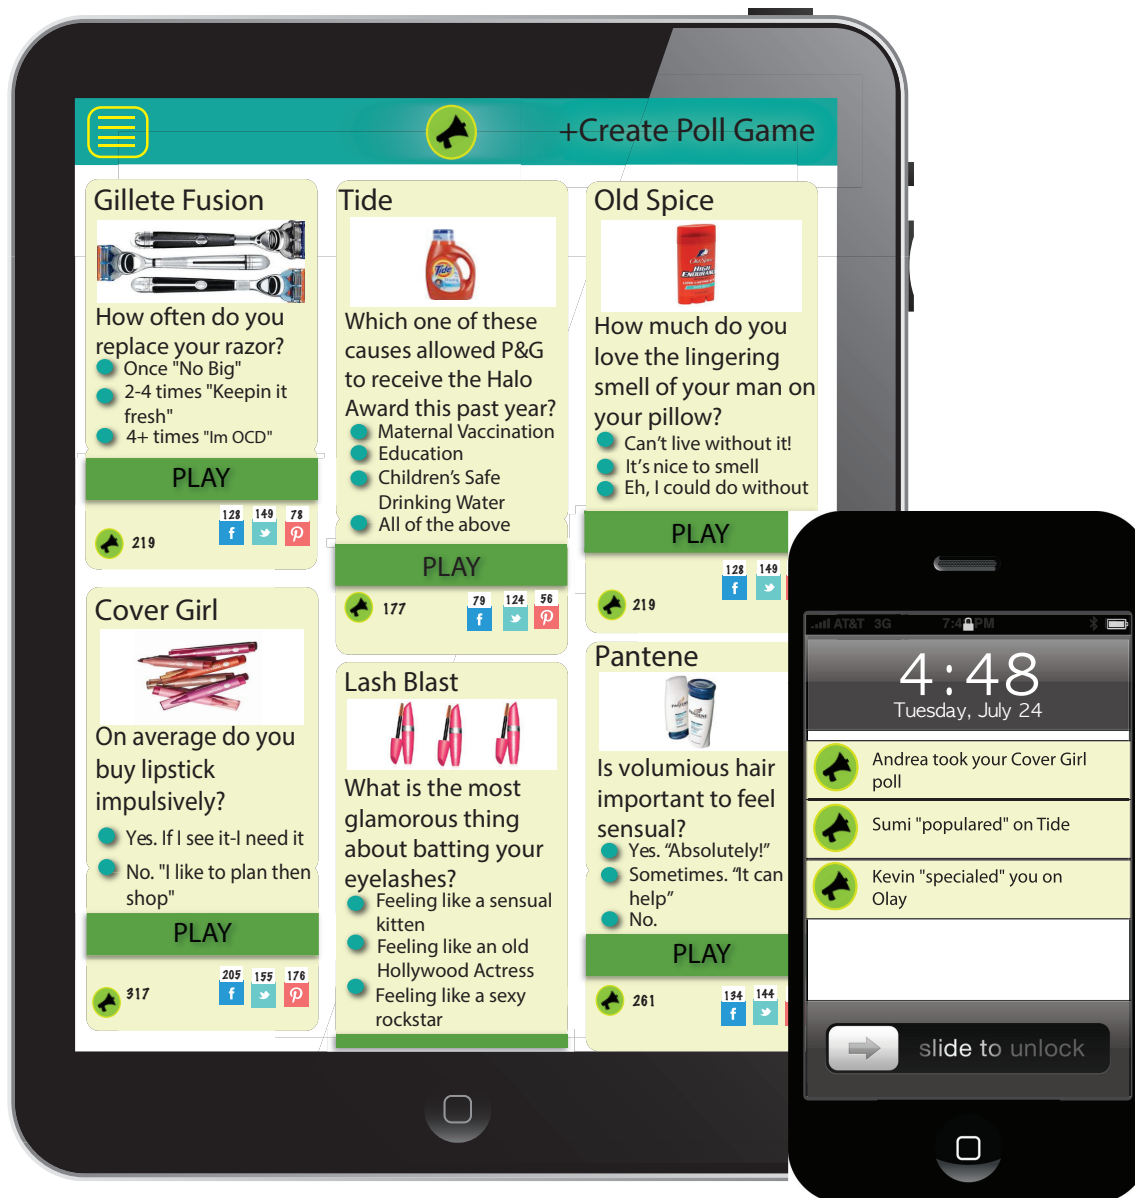 +Create Poll Game
Gillete Fusion
How often do you
replace your razor?
Once "No Big"
2-4 times "Keepin it
fresh"
4+ times "Im OCD"
PLAY
219
128 149 78
Cover Girl
On average do you
buy lipstick
impulsively?
Yes. If I see it-I need it
No. "I like to plan then
shop"
PLAY
317
205 155 176
Tide
Tide
Which one of these
causes allowed P&G
to receive the Halo
Award this past year?
Maternal Vaccination
Education
Children’s Safe
Drinking Water
All of the above
PLAY
177
79 124 56
Lash Blast
What is the most
glamorous thing
about batting your
eyelashes?
Feeling like a sensual
kitten
Feeling like an old
Hollywood Actress
Feeling like a sexy
rockstar
Old Spice
Old Spice
HIGH
ENDURANCE
How much do you
love the lingering
smell of your man on
your pillow?
Can’t live without it!
It’s nice to smell
Eh, I could do without
PLAY
219
128 149
Pantene
Is volumious hair
important to feel
sensual?
Yes. “Absolutely!”
Sometimes. “It can
help”
No.
PLAY
261
134 144
AT&T 3G
4:48
Tuesday, July 24
Andrea took your Cover Girl
poll
Sumi "populared" on Tide
Kevin "specialed" you on
Olay
slide to unlock